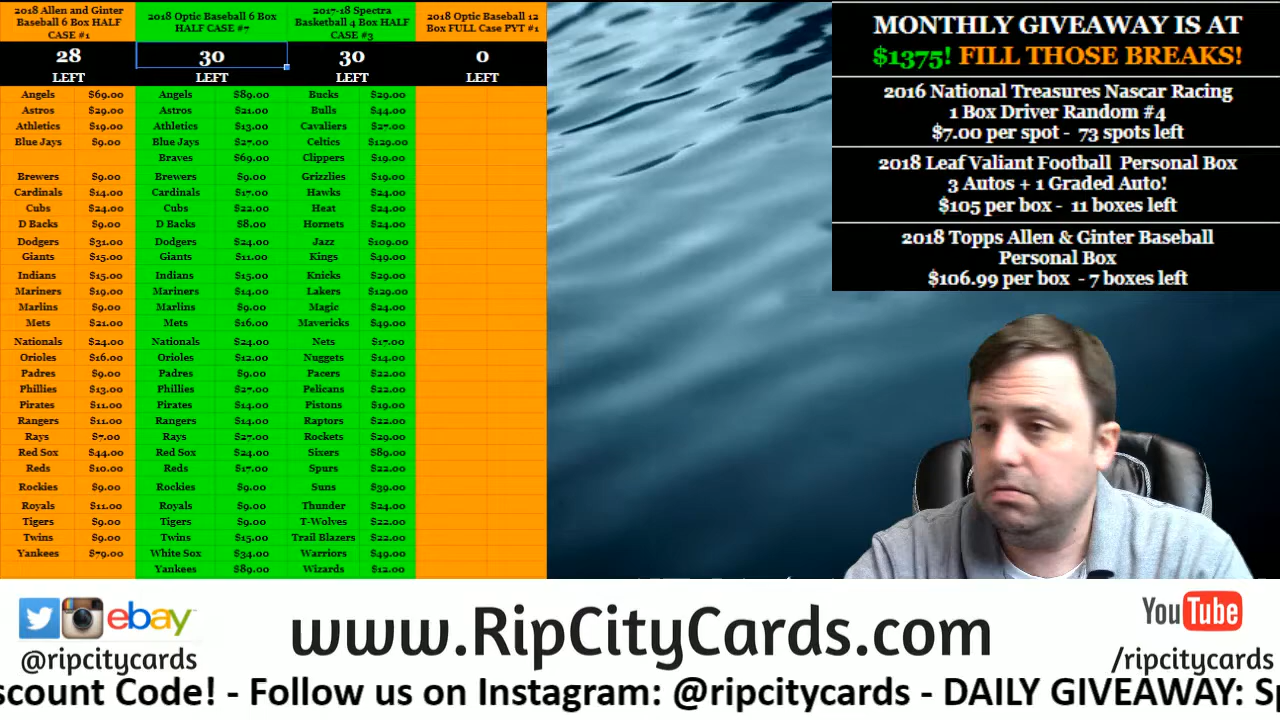 2018 Allen and Ginter
Baseball 6 Box HALF
CASE #1
28
LEFT
Angels $69.00
Astros $29.00
Athletics $19.00
Blue Jays $9.00
Brewers $9.00
Cardinals $14.00
Cubs $24.00
D Backs $9.00
Dodgers $31.00
Giants $15.00
Indians $15.00
Mariners $19.00
Marlins $9.00
Mets $21.00
Nationals $24.00
Orioles $16.00
Padres $9.00
Phillies $13.00
Pirates $11.00
Rangers $11.00
Rays $7.00
Red Sox $44.00
Reds $10.00
Rockies $9.00
Royals $11.00
Tigers $9.00
Twins $9.00
Yankees $79.00
2018 Optic Baseball 6 Box
HALF CASE #7
30
LEFT
Angels $89.00
Astros $21.00
Athletics $13.00
Blue Jays $27.00
Braves $69.00
Brewers $9.00
Cardinals $17.00
Cubs $22.00
D Backs $8.00
Dodgers $24.00
Giants $11.00
Indians $15.00
Mariners $14.00
Marlins $9.00
Mets $16.00
Nationals $24.00
Orioles $12.00
Padres $9.00
Phillies $27.00
Pirates $14.00
Rangers $14.00
Rays $27.00
Red Sox $24.00
Reds $17.00
Rockies $9.00
Royals $9.00
Tigers $9.00
Twins $15.00
White Sox $34.00
Yankees $89.00
2017-18 Spectra
Basketball 4 Box HALF
CASE #3
30
LEFT
Bucks $29.00
Bulls $44.00
Cavaliers $27.00
Celtics $129.00
Clippers $19.00
Grizzlies $19.00
Hawks $24.00
Heat $24.00
Hornets $24.00
Jazz $109.00
Kings $49.00
Knicks $29.00
Lakers $129.00
Magic $24.00
Mavericks $49.00
Nets $17.00
Nuggets $14.00
Pacers $22.00
Pelicans $22.00
Pistons $19.00
Raptors $22.00
Rockets $29.00
Sixers $89.00
Spurs $22.00
Suns $39.00
Thunder $24.00
T-Wolves $22.00
Trail Blazers $22.00
Warriors $49.00
Wizards $12.00
2018 Optic Baseball 12
Box FULL Case PYT #1
0
LEFT
MONTHLY GIVEAWAY IS AT
$1375! FILL THOSE BREAKS!
2016 National Treasures Nascar Racing
1 Box Driver Random #4
$7.00 per spot - 73 spots left
2018 Leaf Valiant Football Personal Box
3 Autos + 1 Graded Auto!
$105 per box - 11 boxes left
2018 Topps Allen & Ginter Baseball
Personal Box
$106.99 per box - 7 boxes left
ebay
@ripcitycards
www.RipCityCards.com
YouTube
/ripcitycards
scount Code! - Follow us on Instagram: @ripcitycards - DAILY GIVEAWAY: Sp